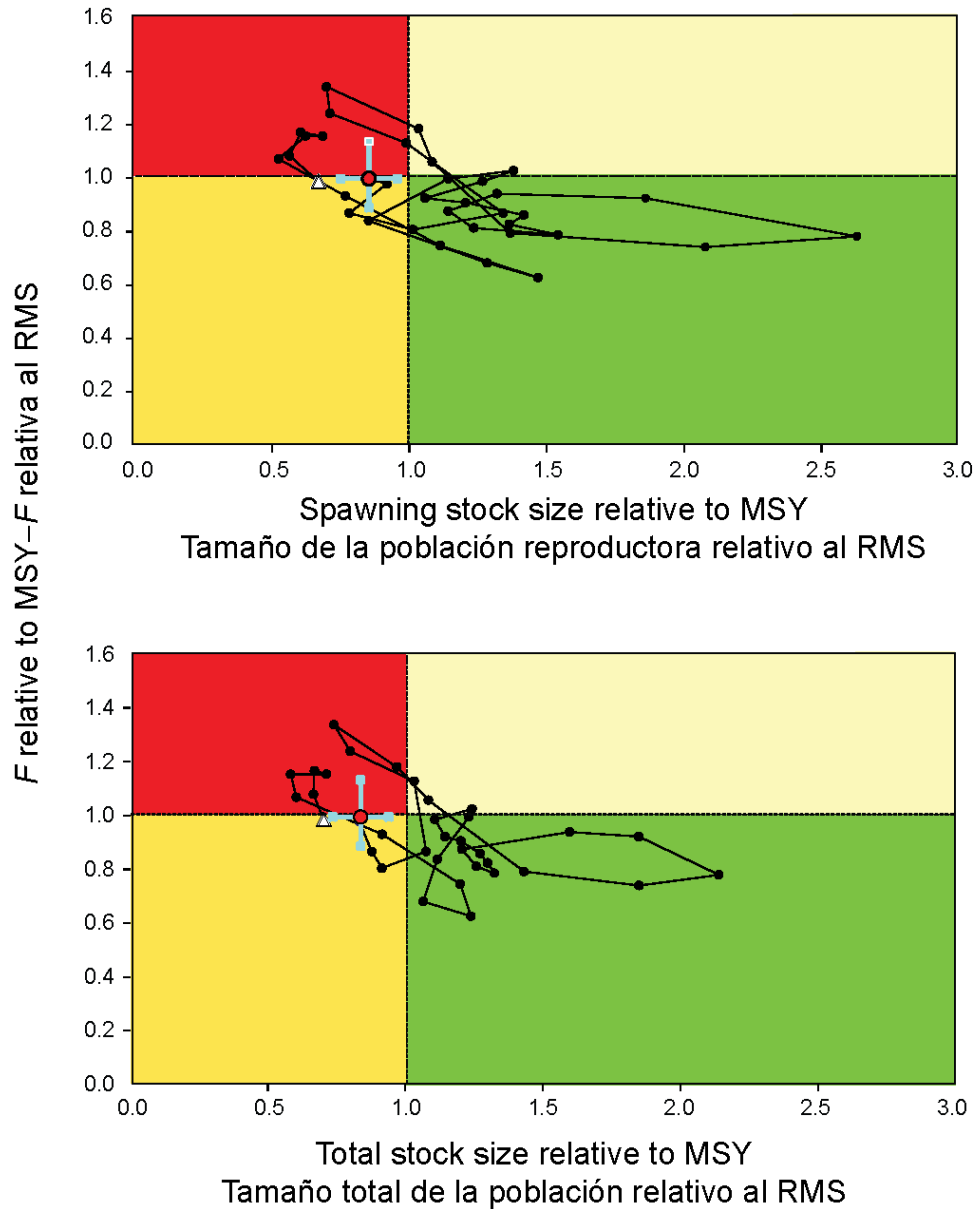 F relative to MSY–F relativa al RMS
1.6
1.4
1.2
1.0
0.8
0.6
0.4
0.2
0.0
0.0 0.5 1.0 1.5 2.0 2.5 3.0
Spawning stock size relative to MSY
Tamaño de la población reproductora relativo al RMS
1.6
1.4
1.2
1.0
0.8
0.6
0.4
0.2
0.0
0.0 0.5 1.0 1.5 2.0 2.5 3.0
Total stock size relative to MSY
Tamaño total de la población relativo al RMS